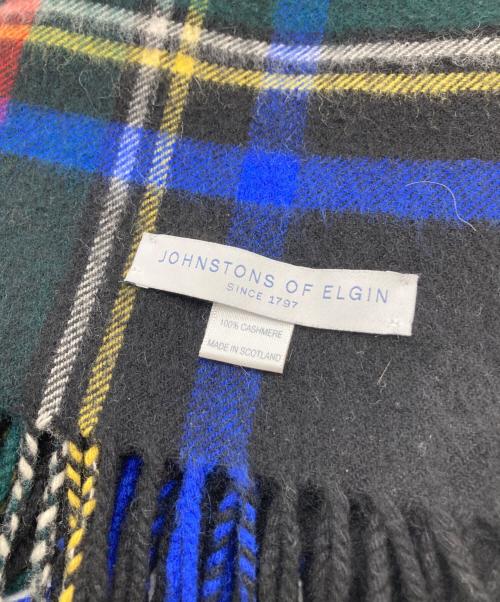 JOHNSTONS OF ELGIN
SINCE 1797
100% CASHMERE
MADE IN SCOTLAND